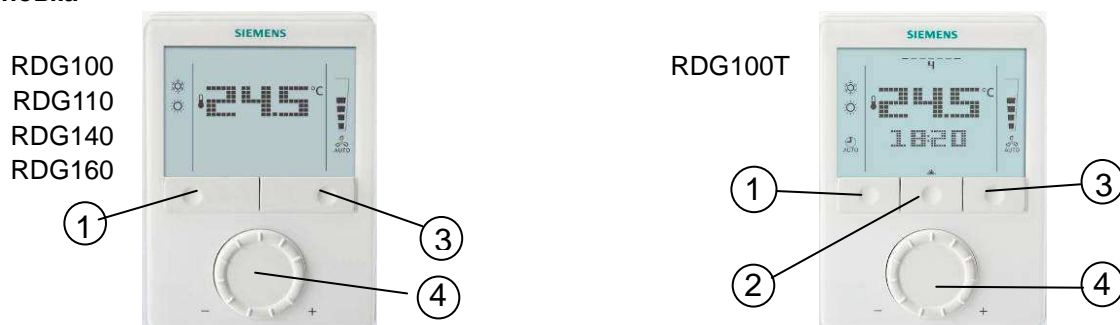 SIEMENS
RDG100
RDG110
RDG140
RDG160
24.5 °C
AUTO
1
3
4
− +
RDG100T
SIEMENS
4
24.5 °C
18:20
AUTO
AUTO
1
2
3
4
− +